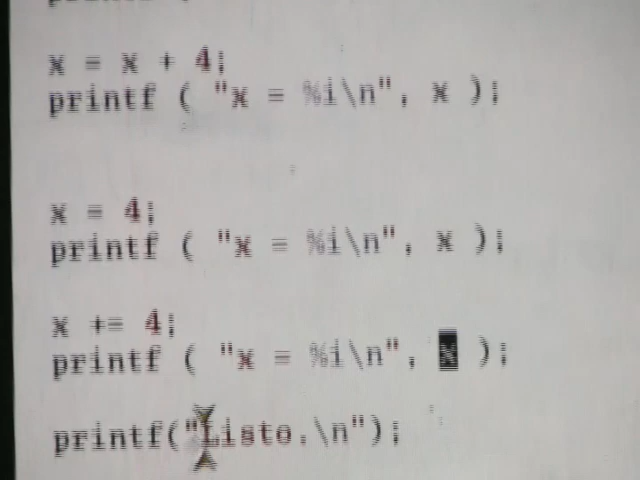 x = x + 4;
printf ( "x = %i\n", x );
x = 4;
printf ( "x = %i\n", x );
x += 4;
printf ( "x = %i\n", x );
printf("Listo.\n");